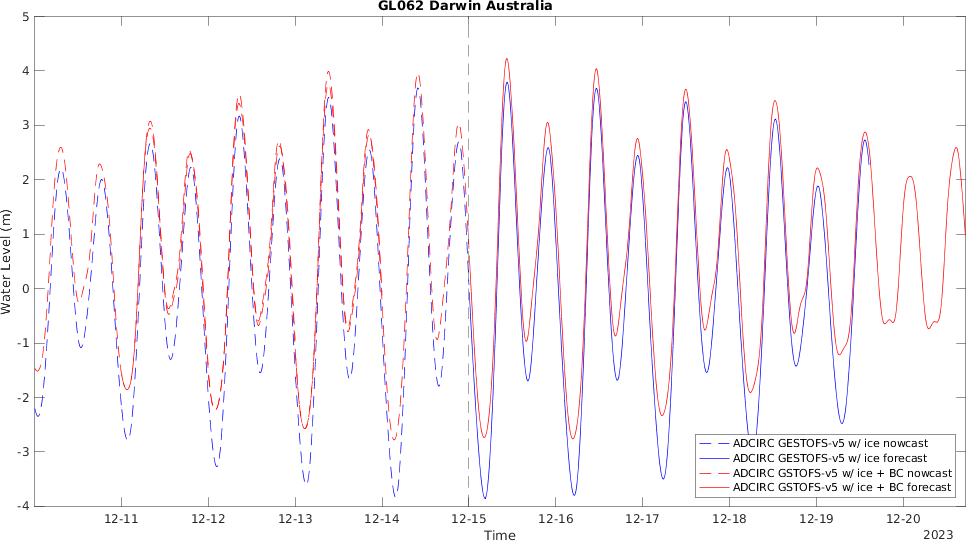 GL062 Darwin Australia
5
4
3
2
1
0
-1
-2
-3
-4
Water Level (m)
ADCIRC GESTOFS-v5 w/ ice nowcast
ADCIRC GESTOFS-v5 w/ ice forecast
ADCIRC GSTOFS-v5 w/ ice + BC nowcast
ADCIRC GSTOFS-v5 w/ ice + BC forecast
12-11 12-12 12-13 12-14 12-15 12-16 12-17 12-18 12-19 12-20
Time
2023